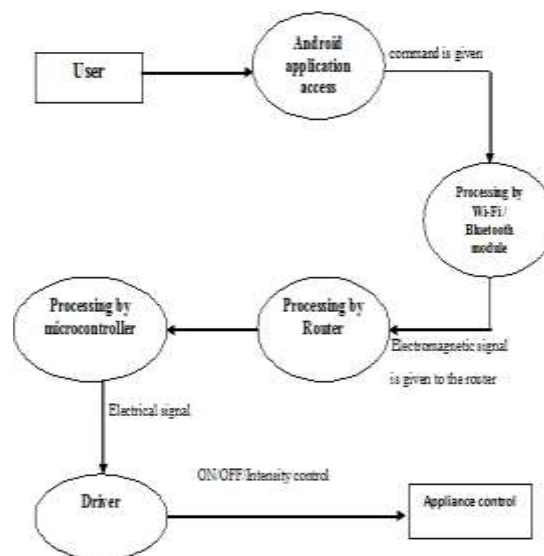 User
Android
application
access
command is given
Processing by
Wi-Fi /
Bluetooth
module
Processing by
Router
Electromagnetic signal
is given to the router
Processing by
microcontroller
Electrical signal
Driver
ON/OFF/Intensity control
Appliance control